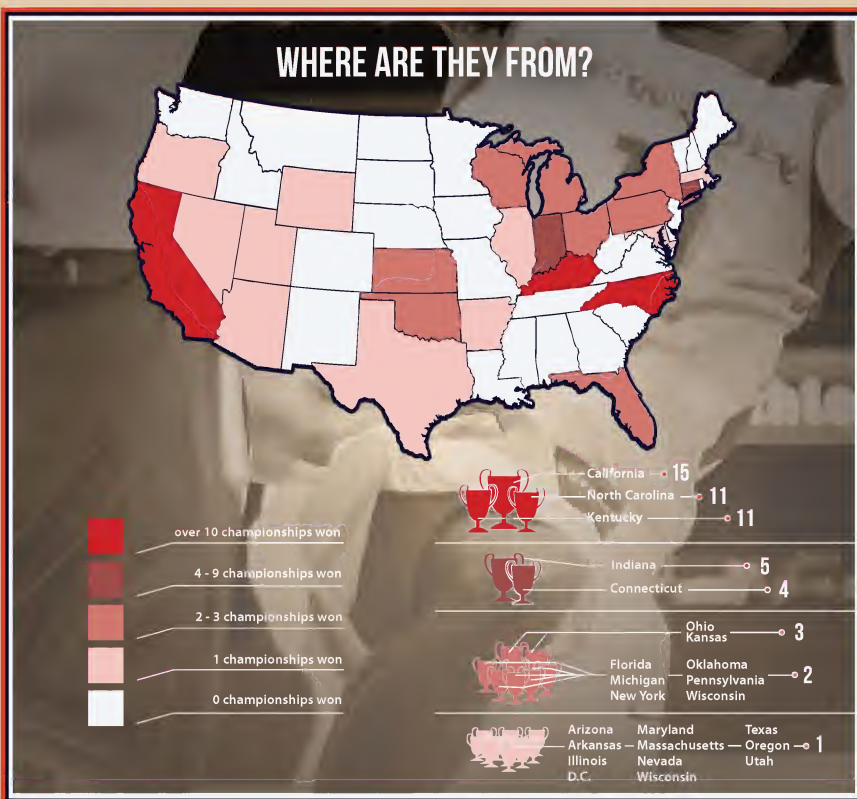 WHERE ARE THEY FROM?
California 15
North Carolina 11
Kentucky 11
over 10 championships won
4 - 9 championships won
2 - 3 championships won
1 championships won
0 championships won
Indiana 5
Connecticut 4
Ohio
Kansas
3
Florida Oklahoma
Michigan Pennsylvania 2
New York Wisconsin
Arizona Maryland Texas
Arkansas Massachusetts Oregon 1
Illinois Nevada Utah
D.C. Wisconsin